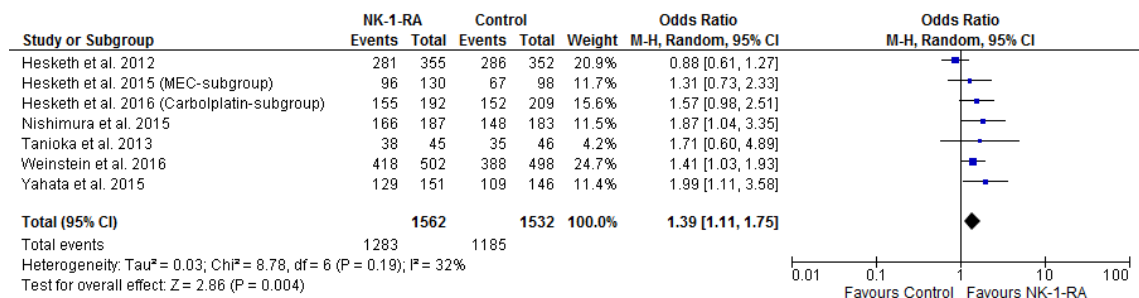 NK-1-RA Control Odds Ratio Odds Ratio
Study or Subgroup Events Total Events Total Weight M-H, Random, 95% CI M-H, Random, 95% CI
Hesketh et al. 2012 281 355 286 352 20.9% 0.88 [0.61, 1.27]
Hesketh et al. 2015 (MEC-subgroup) 96 130 67 98 11.7% 1.31 [0.73, 2.33]
Hesketh et al. 2016 (Carbolplatin-subgroup) 155 192 152 209 15.6% 1.57 [0.98, 2.51]
Nishimura et al. 2015 166 187 148 183 11.5% 1.87 [1.04, 3.35]
Tanioka et al. 2013 38 45 35 46 4.2% 1.71 [0.60, 4.89]
Weinstein et al. 2016 418 502 388 498 24.7% 1.41 [1.03, 1.93]
Yahata et al. 2015 129 151 109 146 11.4% 1.99 [1.11, 3.58]
Total (95% CI) 1562 1532 100.0% 1.39 [1.11, 1.75]
Total events 1283 1185
Heterogeneity: Tau² = 0.03; Chi² = 8.78, df = 6 (P = 0.19); I² = 32%
Test for overall effect: Z = 2.86 (P = 0.004)
0.01 0.1 1 10 100
Favours Control Favours NK-1-RA